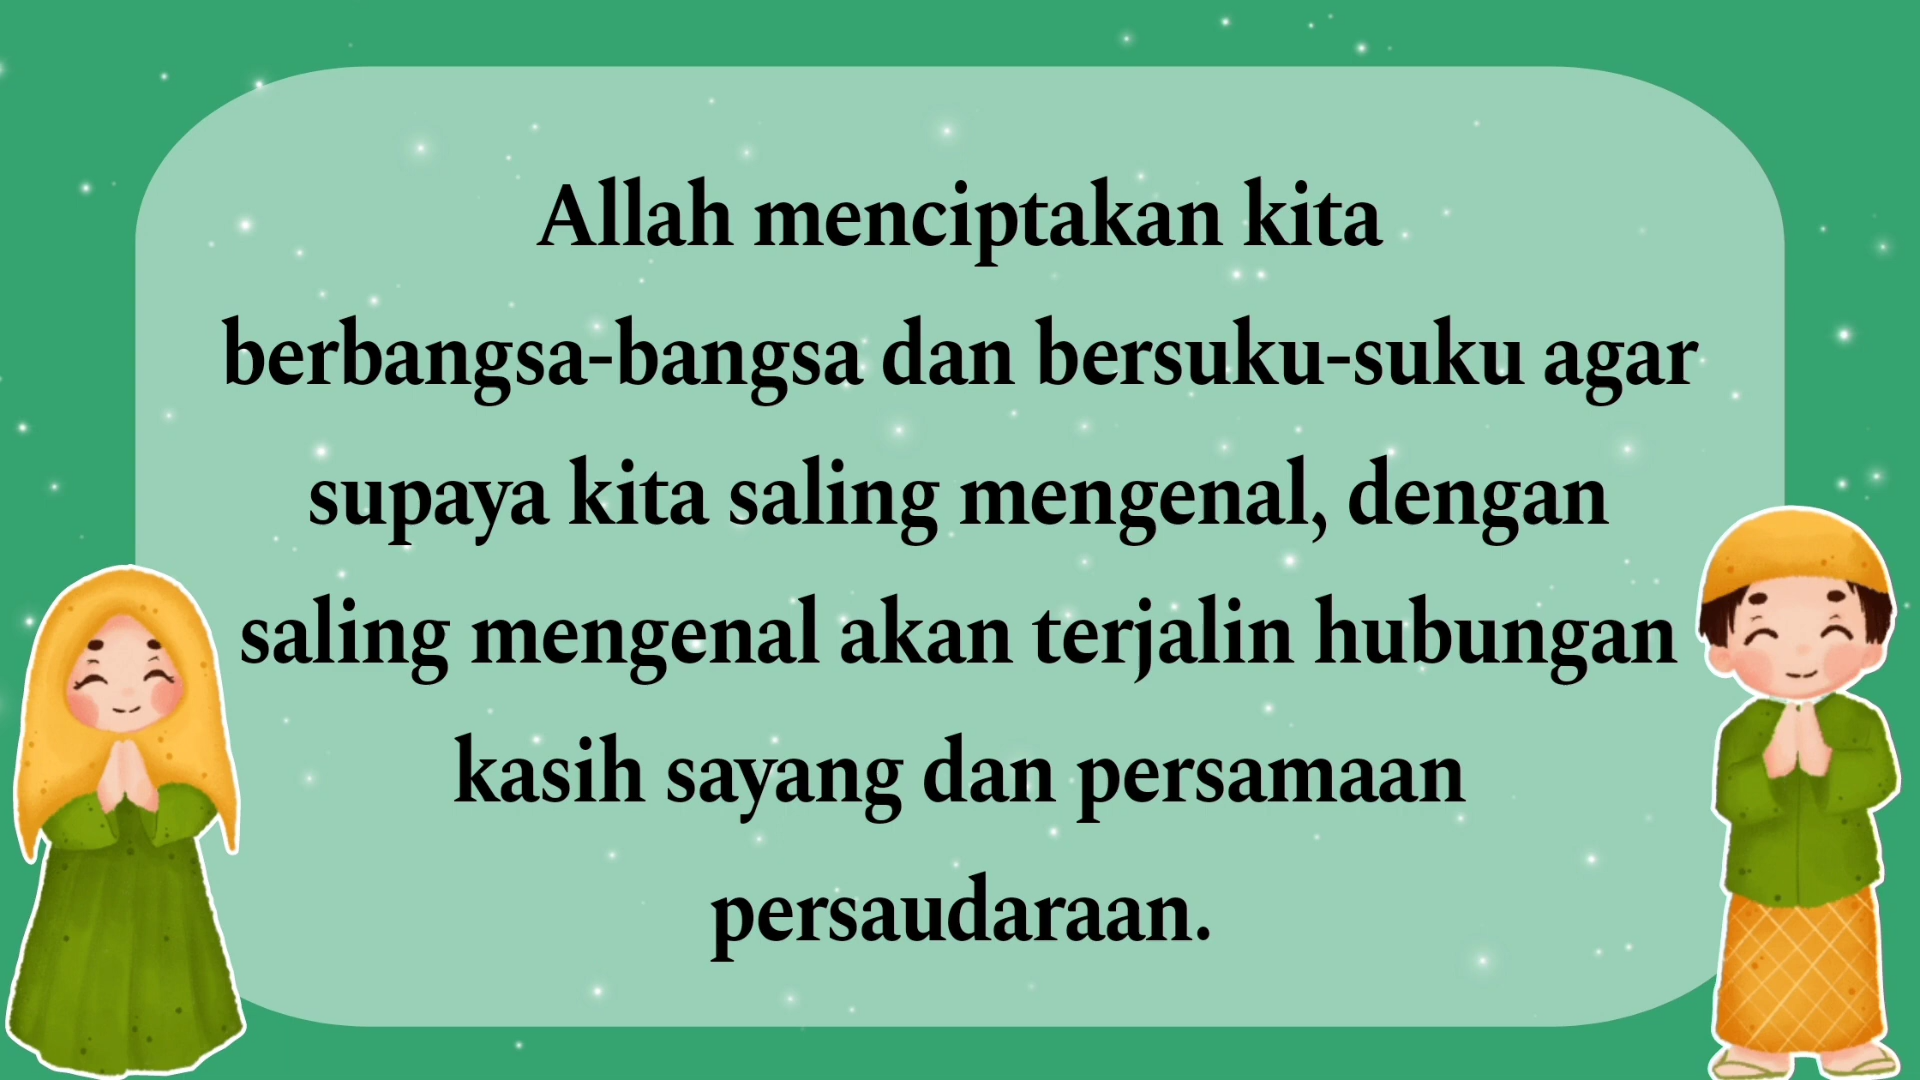 Allah menciptakan kita
berbangsa-bangsa dan bersuku-suku agar
supaya kita saling mengenal, dengan
saling mengenal akan terjalin hubungan
kasih sayang dan persamaan
persaudaraan.